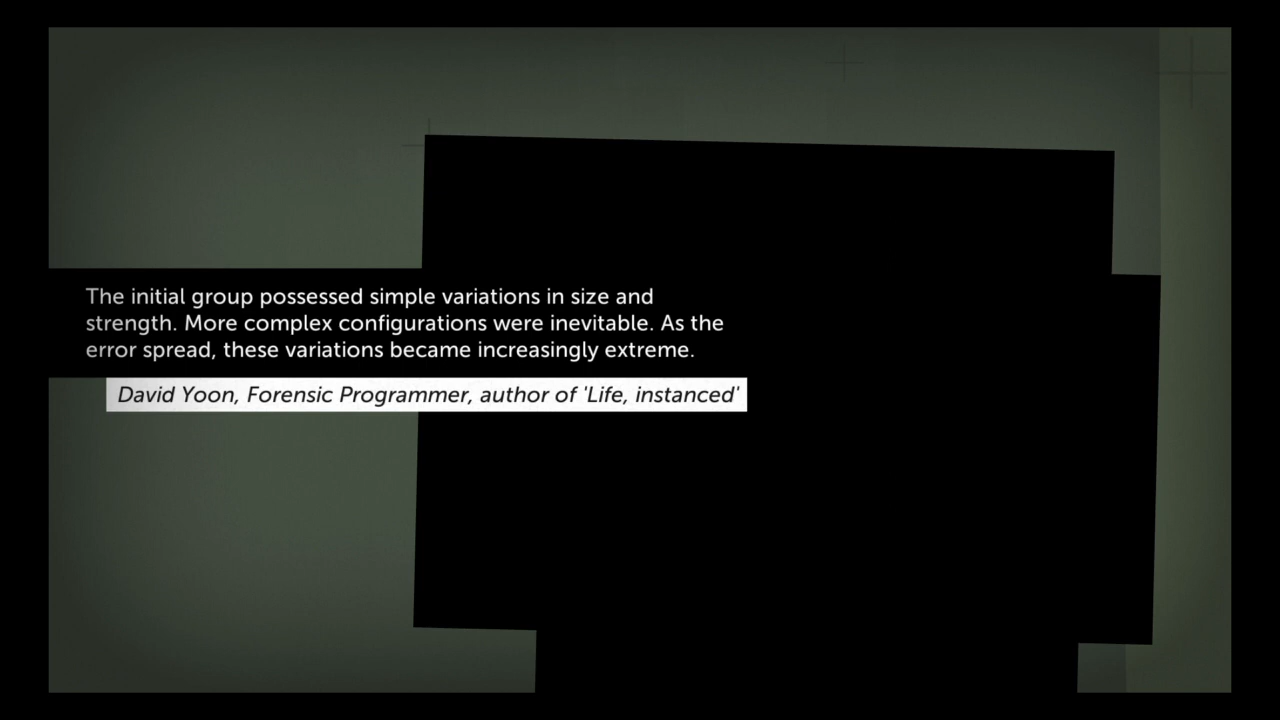 The initial group possessed simple variations in size and
strength. More complex configurations were inevitable. As the
error spread, these variations became increasingly extreme.
David Yoon, Forensic Programmer, author of 'Life, instanced'